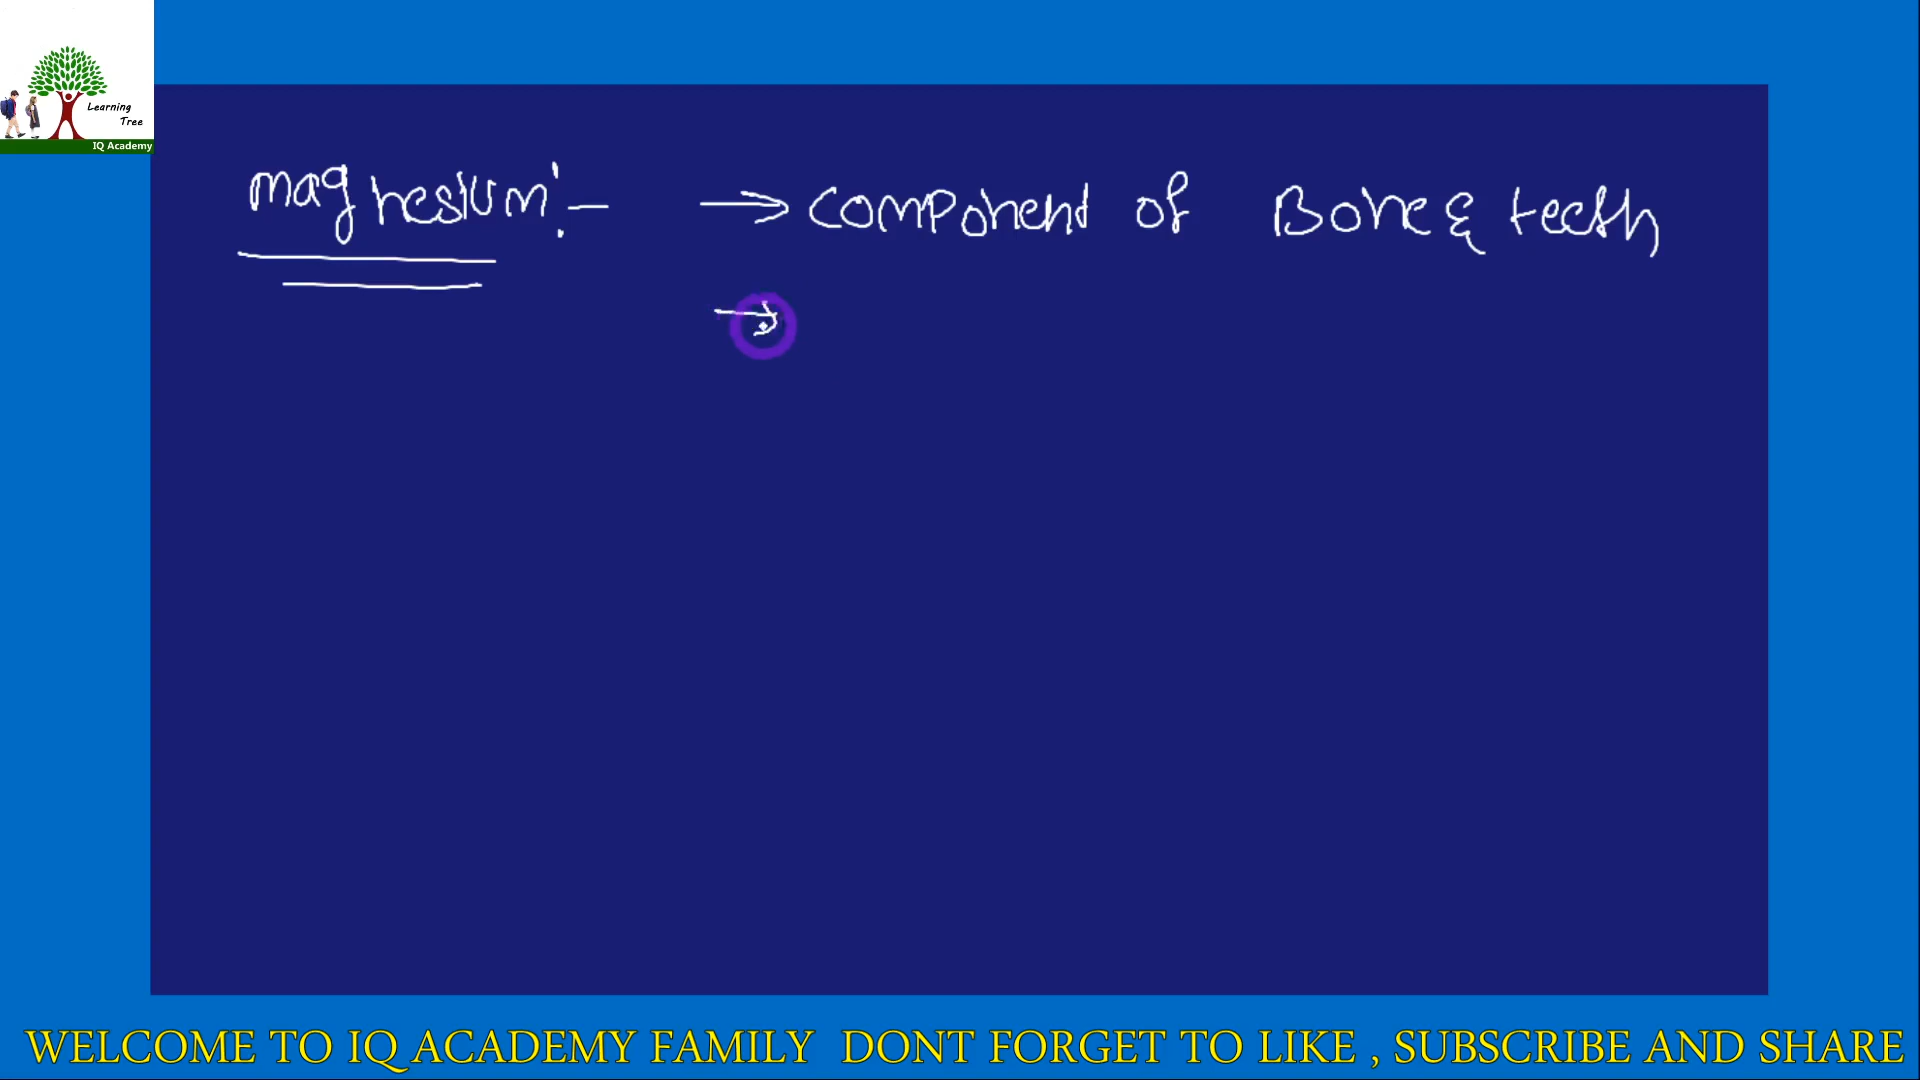 Learning
Tree
IQ Academy
magnesium:- → component of Bone & teeth
→
WELCOME TO IQ ACADEMY FAMILY DONT FORGET TO LIKE , SUBSCRIBE AND SHARE